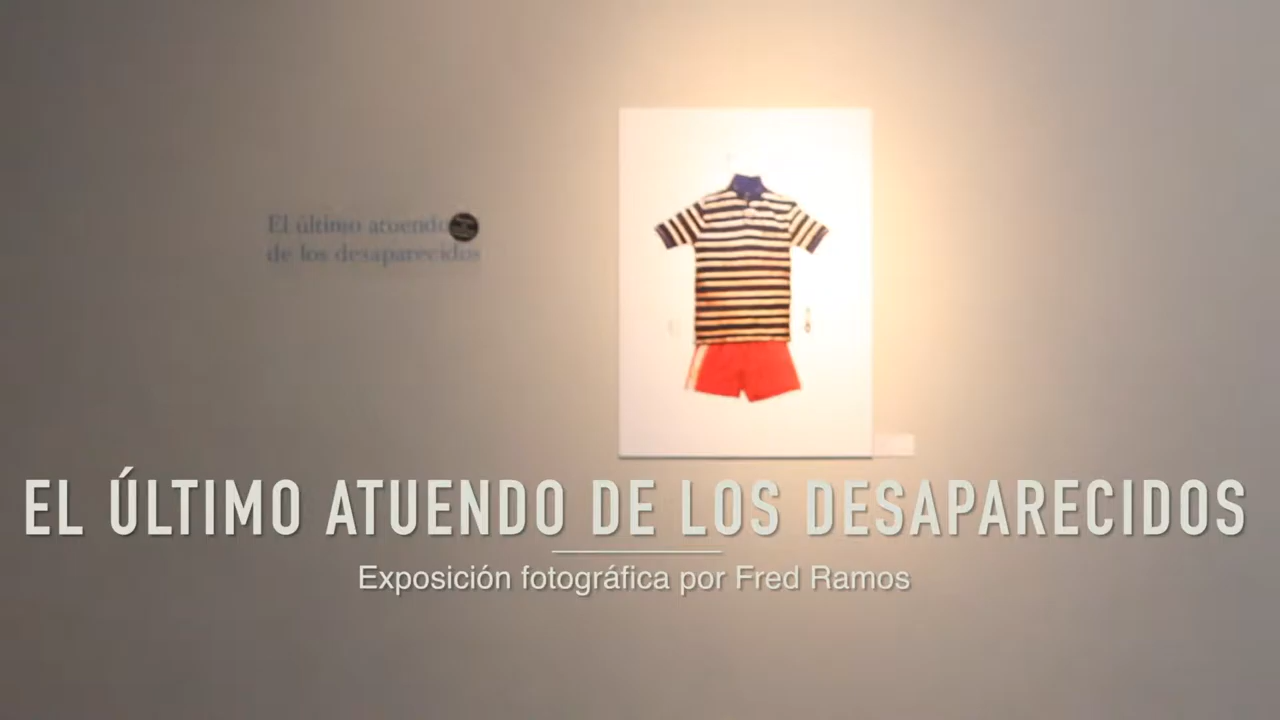 El último atuendo
de los desaparecidos
EL ÚLTIMO ATUENDO DE LOS DESAPARECIDOS
Exposición fotográfica por Fred Ramos